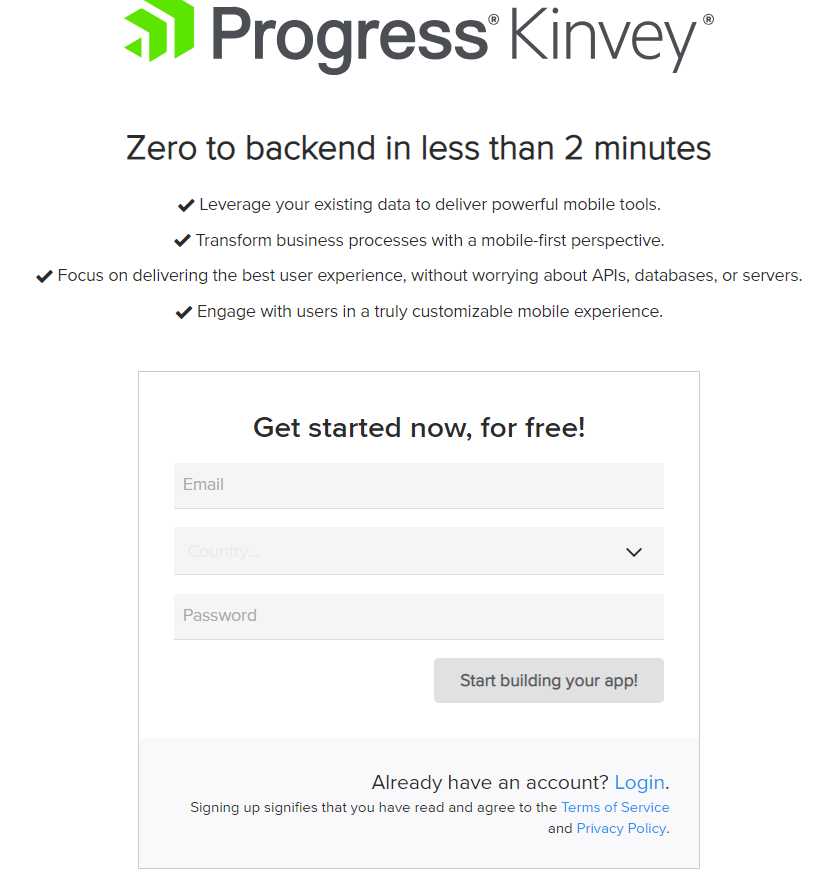 Progress® Kinvey®
Zero to backend in less than 2 minutes
Leverage your existing data to deliver powerful mobile tools.
Transform business processes with a mobile-first perspective.
Focus on delivering the best user experience, without worrying about APIs, databases, or servers.
Engage with users in a truly customizable mobile experience.
Get started now, for free!
Email
Country...
Password
Start building your app!
Already have an account? Login.
Signing up signifies that you have read and agree to the Terms of Service
and Privacy Policy.